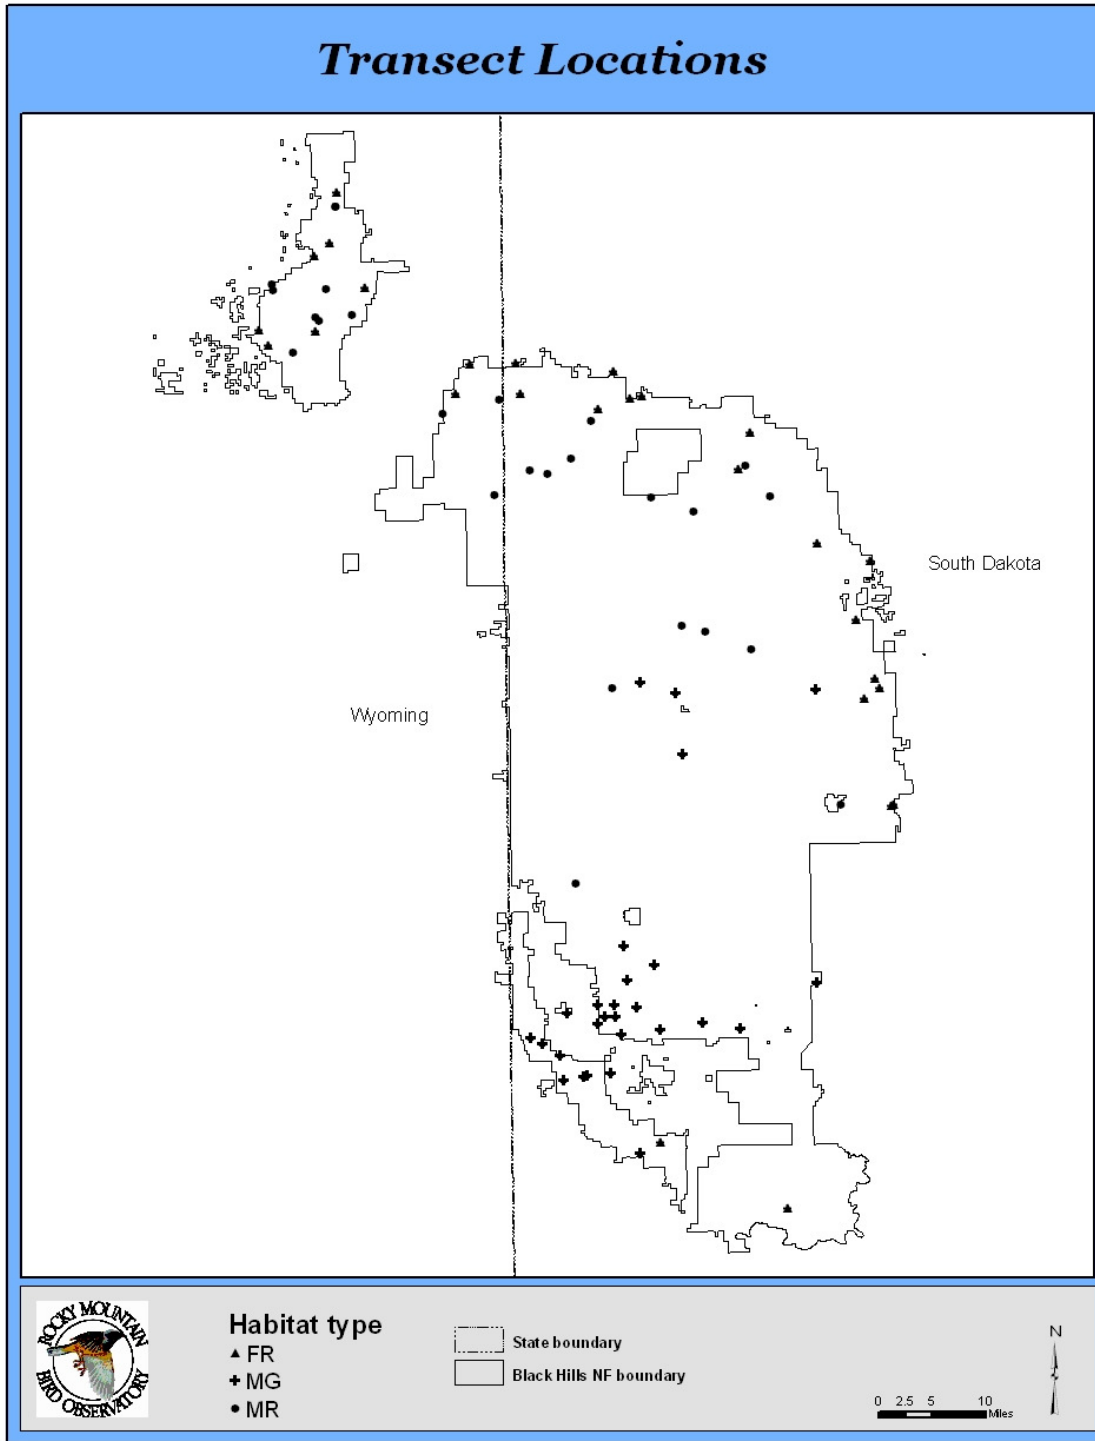 Transect Locations
South Dakota
Wyoming
ROCKY MOUNTAIN
BIRD OBSERVATORY
Habitat type
FR
MG
MR
State boundary
Black Hills NF boundary
N
0 2.5 5 10
Miles